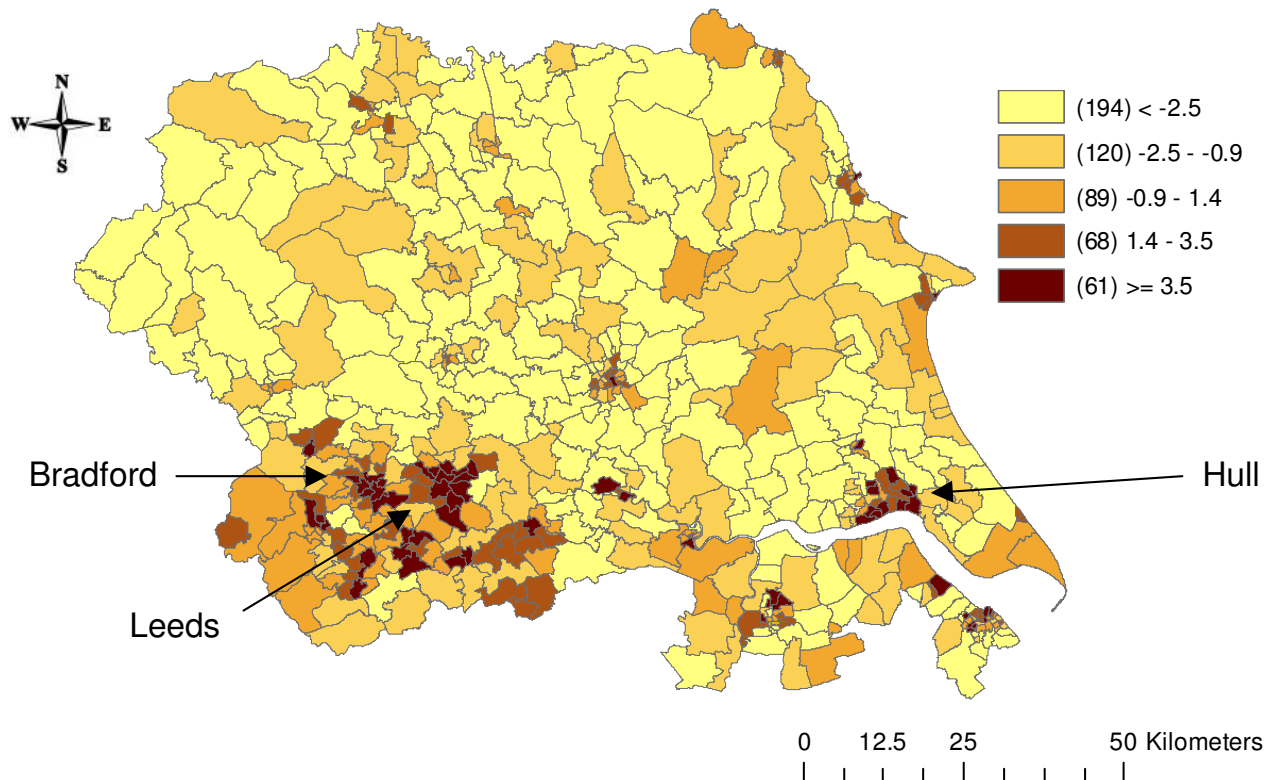 N
W E
S
(194) < -2.5
(120) -2.5 - -0.9
(89) -0.9 - 1.4
(68) 1.4 - 3.5
(61) >= 3.5
Bradford
Hull
Leeds
0 12.5 25 50 Kilometers